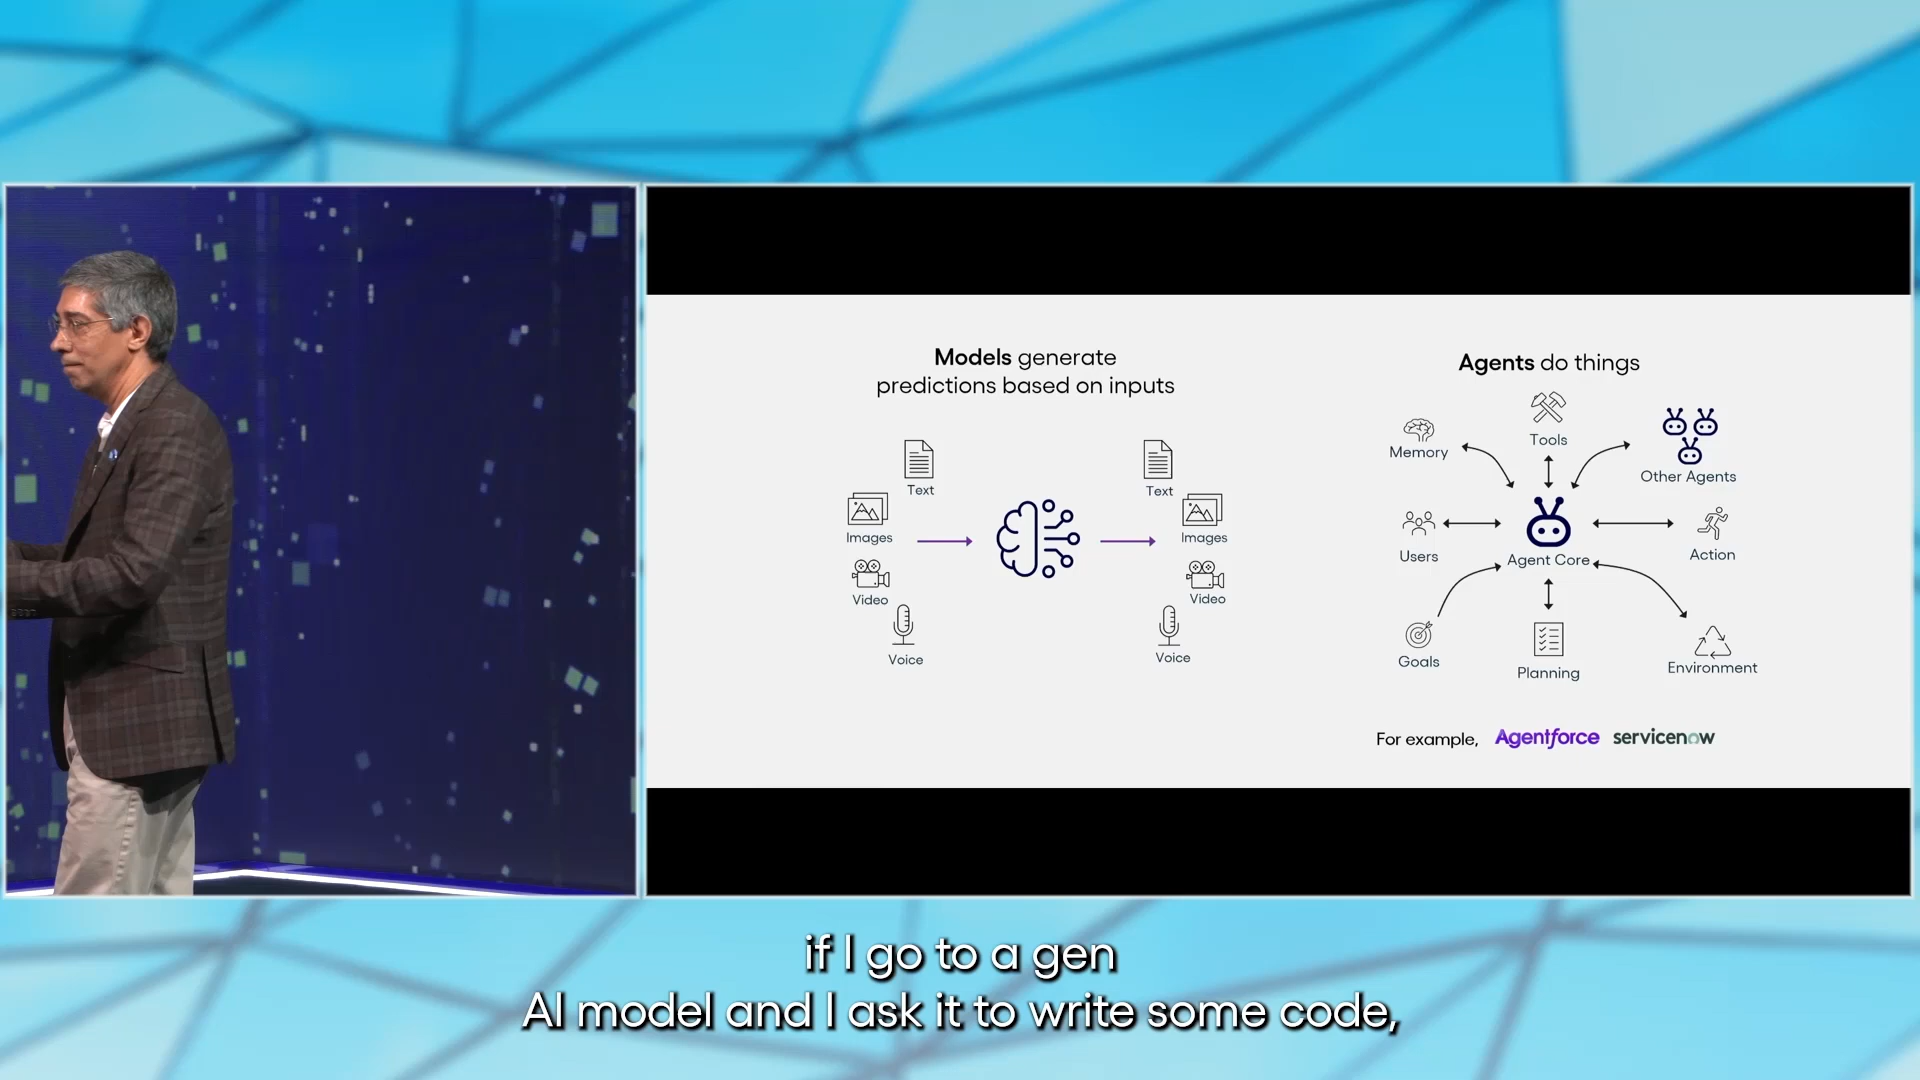 Models generate
predictions based on inputs
Text
Images
Video
Voice
Text
Images
Video
Voice
Agents do things
Memory
Tools
Other Agents
Users
Agent Core
Action
Goals
Planning
Environment
For example, Agentforce servicenow
if I go to a gen
AI model and I ask it to write some code,